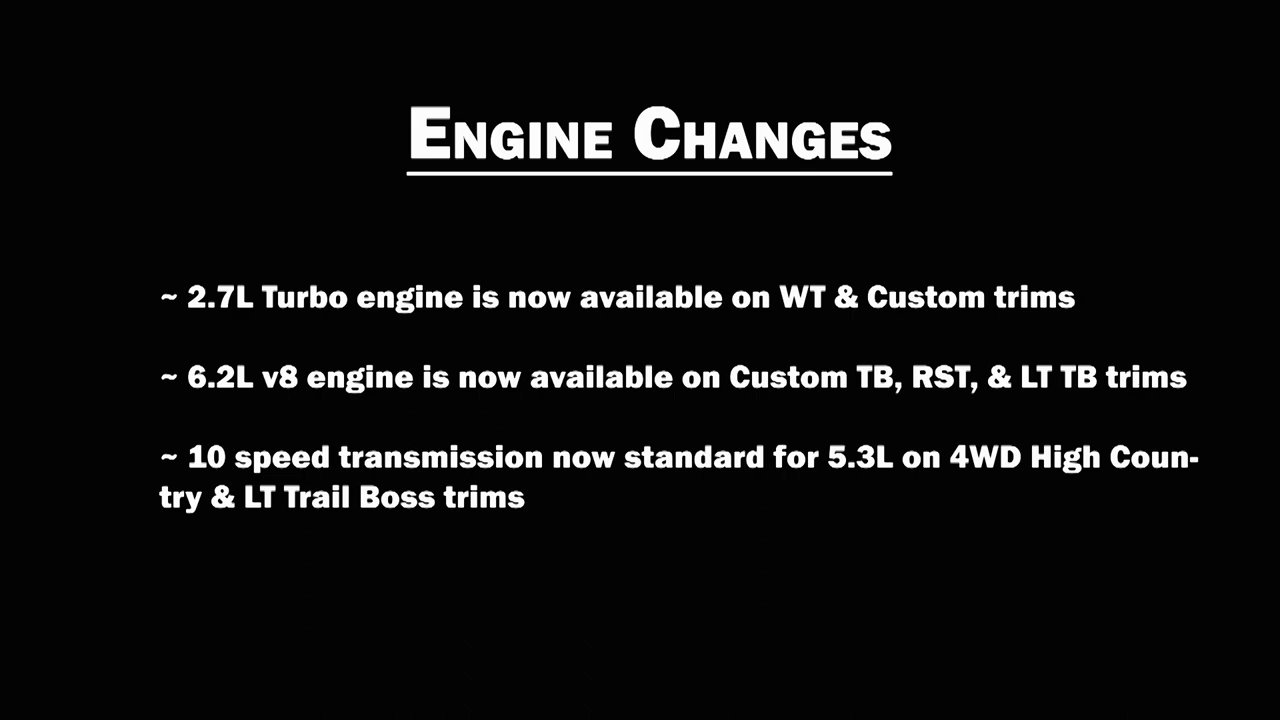 ENGINE CHANGES
~ 2.7L Turbo engine is now available on WT & Custom trims
~ 6.2L v8 engine is now available on Custom TB, RST, & LT TB trims
~ 10 speed transmission now standard for 5.3L on 4WD High Coun-
try & LT Trail Boss trims